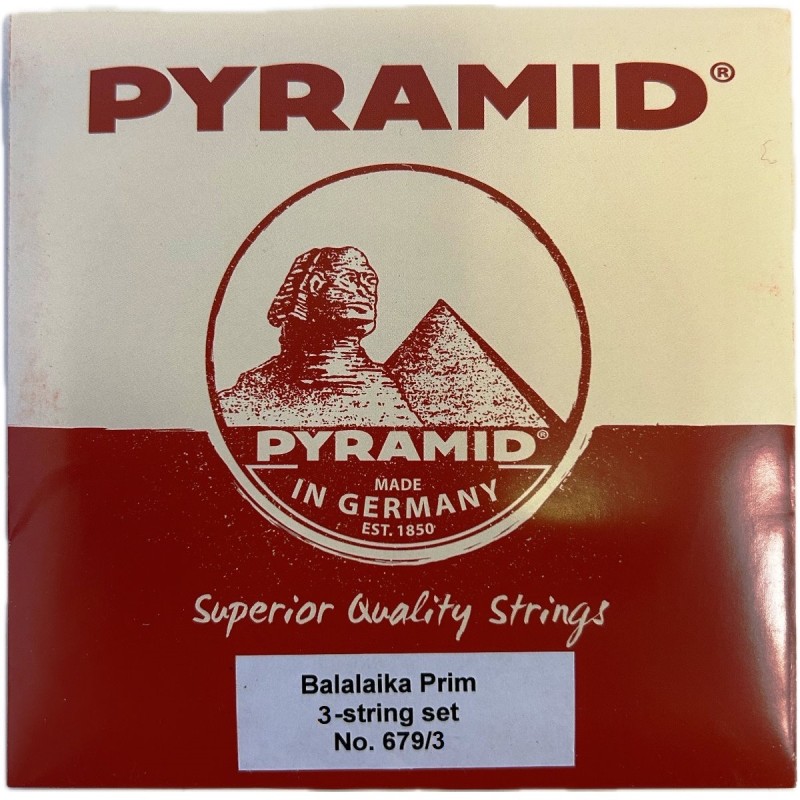 PYRAMID®
PYRAMID®
MADE
IN GERMANY
EST. 1850
Superior Quality Strings
Balalaika Prim
3-string set
No. 679/3